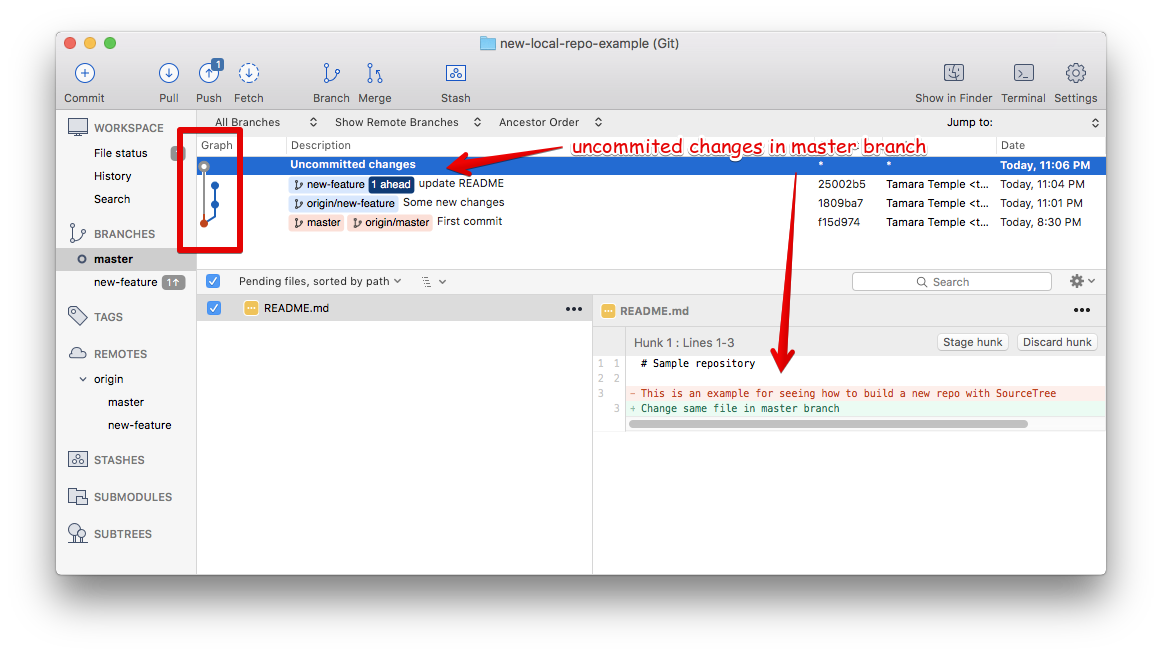 new-local-repo-example (Git)
1
Commit Pull Push Fetch Branch Merge Stash Show in Finder Terminal Settings
WORKSPACE
File status
History
Search
BRANCHES
master
new-feature 1↑
TAGS
REMOTES
origin
master
new-feature
STASHES
SUBMODULES
SUBTREES
All Branches Show Remote Branches Ancestor Order Jump to:
Graph Description Date
uncommited changes in master branch
Uncommitted changes * * Today, 11:06 PM
new-feature 1 ahead update README 25002b5 Tamara Temple <t... Today, 11:04 PM
origin/new-feature Some new changes 1809ba7 Tamara Temple <t... Today, 11:01 PM
master origin/master First commit f15d974 Tamara Temple <t... Today, 8:30 PM
Pending files, sorted by path Search
README.md •••
README.md •••
Hunk 1 : Lines 1-3 Stage hunk Discard hunk
1 1 # Sample repository
2 2
3 - This is an example for seeing how to build a new repo with SourceTree
3 + Change same file in master branch